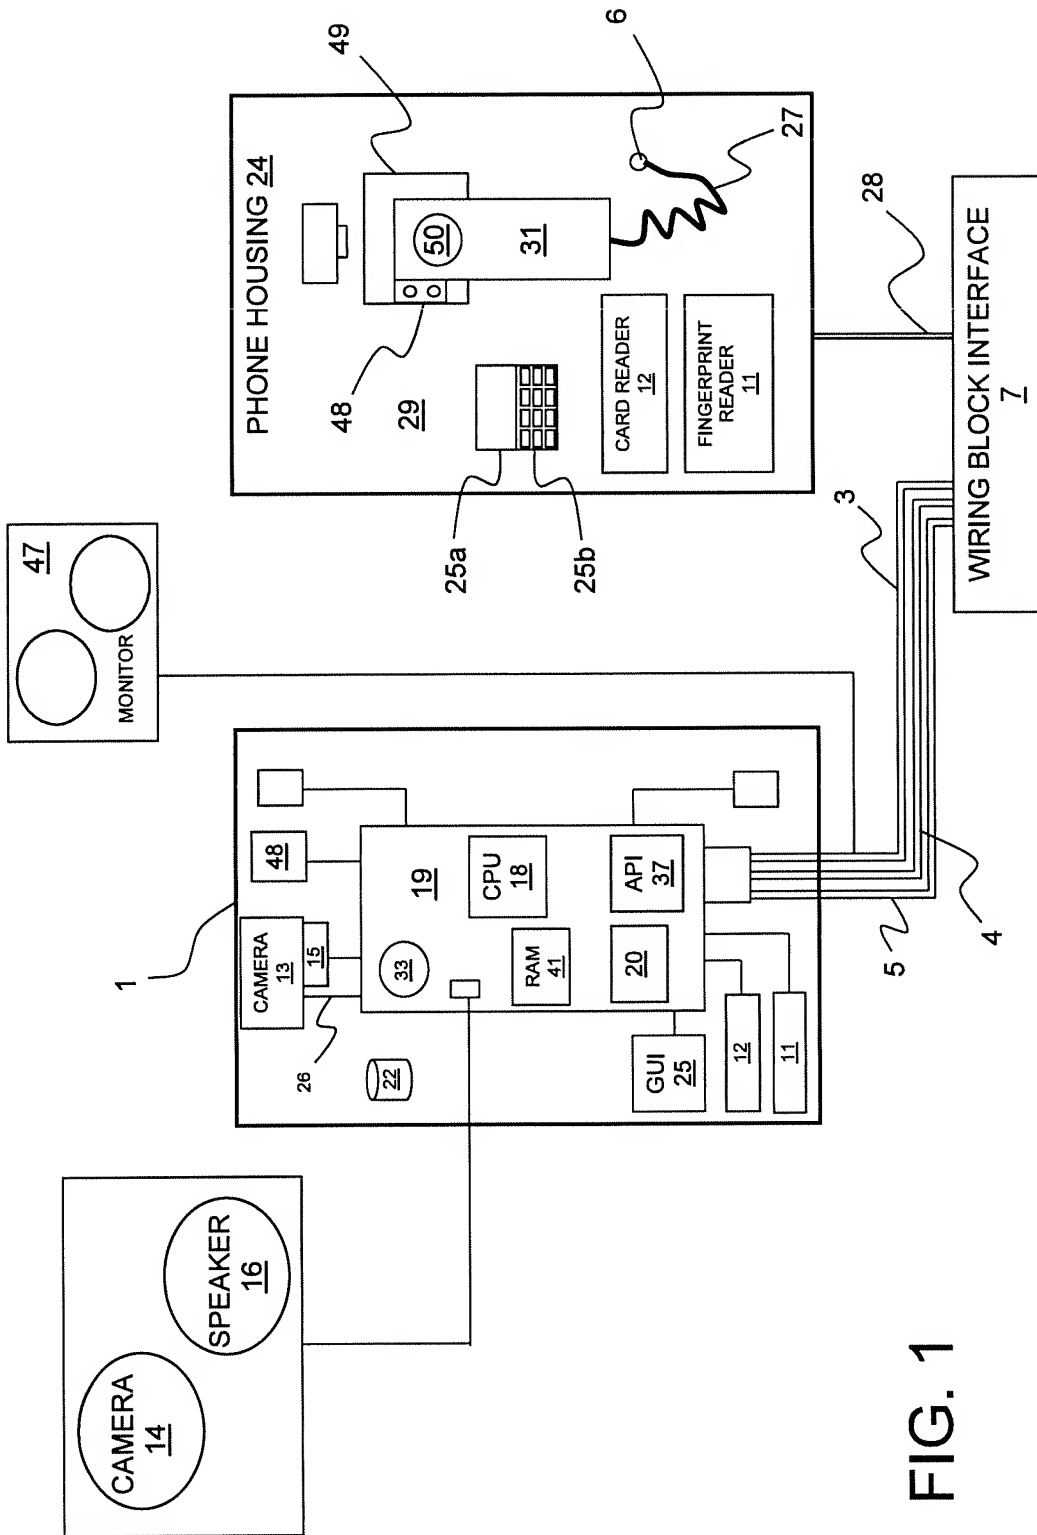 CAMERA
14
SPEAKER
16
47
MONITOR
1
CAMERA
13
15
26
48
22
33
19
CPU
18
RAM
41
20
API
37
GUI
25
12
11
5
4
3
PHONE HOUSING 24
49
48
50
31
29
6
27
25a
25b
CARD READER
12
FINGERPRINT
READER
11
28
WIRING BLOCK INTERFACE
7
FIG. 1